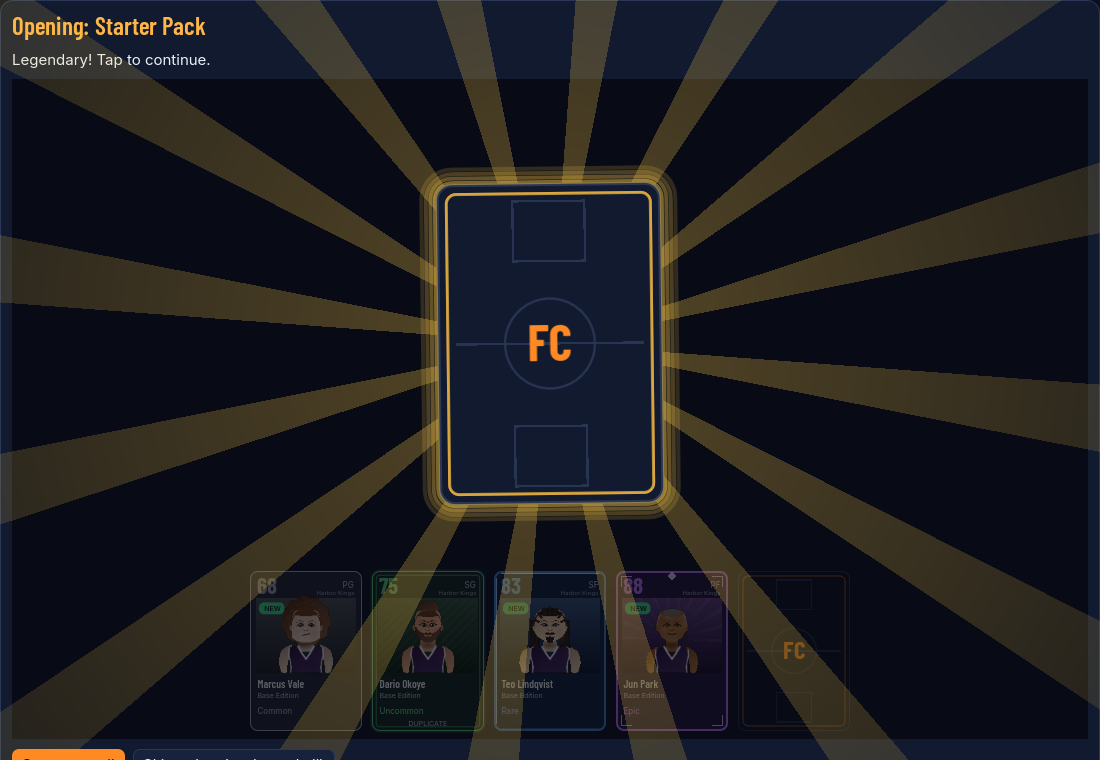 Opening: Starter Pack
Legendary! Tap to continue.
FC
68 PG
Harbor Kings
NEW
Marcus Vale
Base Edition
Common
75 SG
Harbor Kings
Dario Okoye
Base Edition
Uncommon
DUPLICATE
83 SF
Harbor Kings
NEW
Teo Lindqvist
Base Edition
Rare
88 PF
Harbor Kings
NEW
Jun Park
Base Edition
Epic
FC